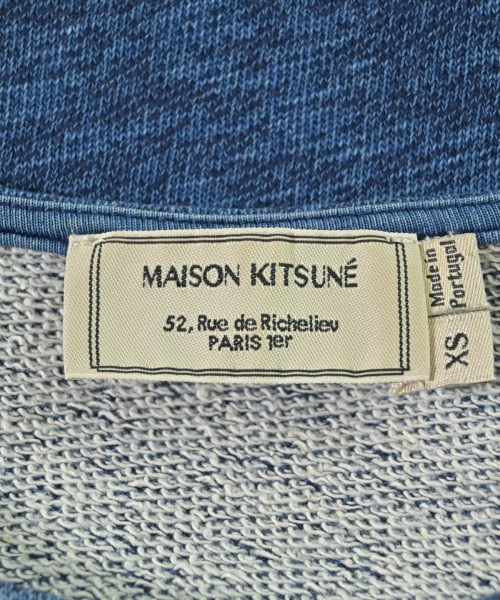 MAISON KITSUNÉ
52, Rue de Richelieu
PARIS 1er
Made in
Portugal
XS